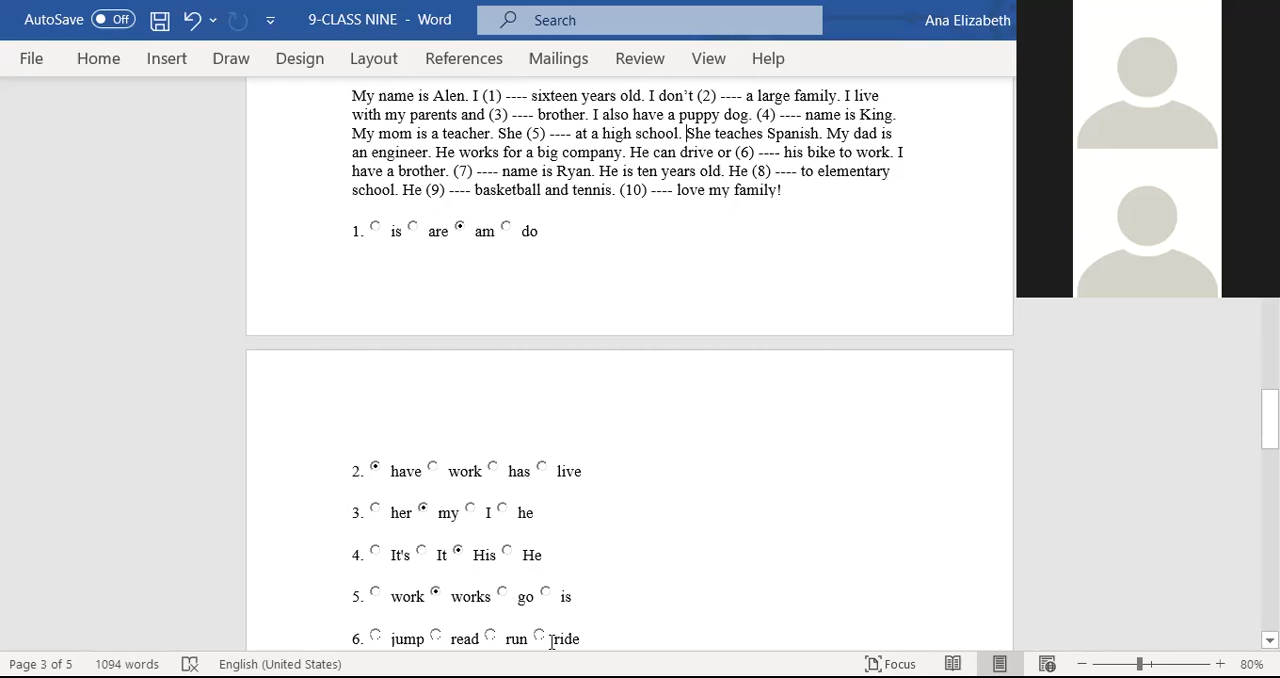 AutoSave Off 9-CLASS NINE - Word Search Ana Elizabeth
File Home Insert Draw Design Layout References Mailings Review View Help
My name is Alen. I (1) ---- sixteen years old. I don't (2) ---- a large family. I live
with my parents and (3) ---- brother. I also have a puppy dog. (4) ---- name is King.
My mom is a teacher. She (5) ---- at a high school. She teaches Spanish. My dad is
an engineer. He works for a big company. He can drive or (6) ---- his bike to work. I
have a brother. (7) ---- name is Ryan. He is ten years old. He (8) ---- to elementary
school. He (9) ---- basketball and tennis. (10) ---- love my family!
1. is are am do
2. have work has live
3. her my I he
4. It's It His He
5. work works go is
6. jump read run ride
Page 3 of 5 1094 words English (United States) Focus 80%